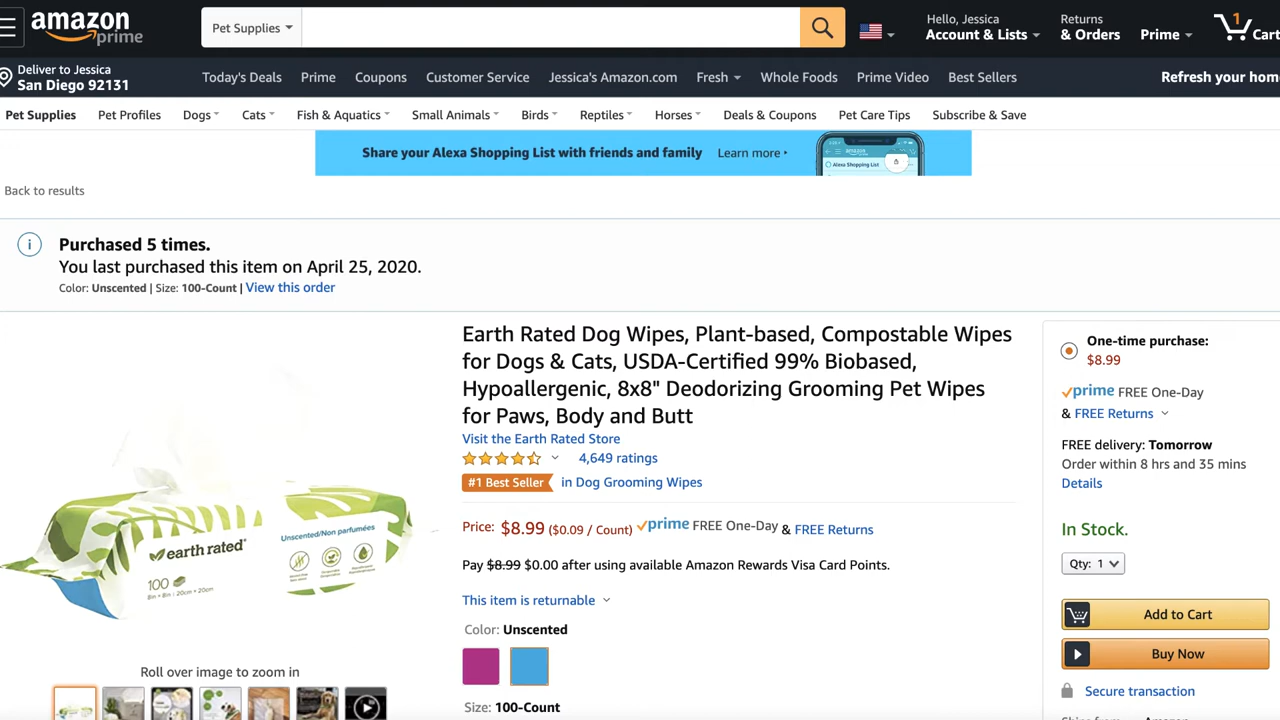 amazon prime
Pet Supplies
Hello, Jessica
Account & Lists
Returns
& Orders
Prime
1
Cart
Deliver to Jessica
San Diego 92131
Today's Deals Prime Coupons Customer Service Jessica's Amazon.com Fresh Whole Foods Prime Video Best Sellers
Refresh your hom
Pet Supplies Pet Profiles Dogs Cats Fish & Aquatics Small Animals Birds Reptiles Horses Deals & Coupons Pet Care Tips Subscribe & Save
Share your Alexa Shopping List with friends and family Learn more
Alexa Shopping List
Back to results
Purchased 5 times.
You last purchased this item on April 25, 2020.
Color: Unscented | Size: 100-Count | View this order
Earth Rated Dog Wipes, Plant-based, Compostable Wipes
for Dogs & Cats, USDA-Certified 99% Biobased,
Hypoallergenic, 8x8" Deodorizing Grooming Pet Wipes
for Paws, Body and Butt
Visit the Earth Rated Store
4,649 ratings
#1 Best Seller in Dog Grooming Wipes
Price: $8.99 ($0.09 / Count) prime FREE One-Day & FREE Returns
Pay $8.99 $0.00 after using available Amazon Rewards Visa Card Points.
This item is returnable
Color: Unscented
Size: 100-Count
earth rated
100
8in × 8in : 20cm × 20cm
Unscented/Non parfumées
Roll over image to zoom in
One-time purchase:
$8.99
prime FREE One-Day
& FREE Returns
FREE delivery: Tomorrow
Order within 8 hrs and 35 mins
Details
In Stock.
Qty: 1
Add to Cart
Buy Now
Secure transaction